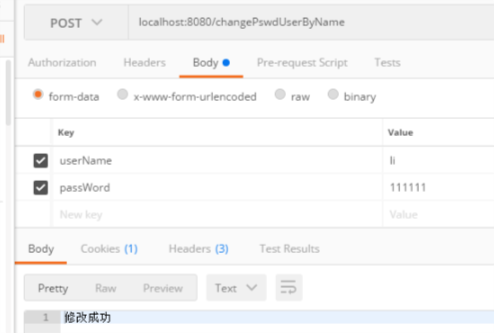 POST localhost:8080/changePswdUserByName
Authorization Headers Body Pre-request Script Tests
form-data x-www-form-urlencoded raw binary
Key Value
userName li
passWord 111111
New key Value
Body Cookies (1) Headers (3) Test Results
Pretty Raw Preview Text
1 修改成功